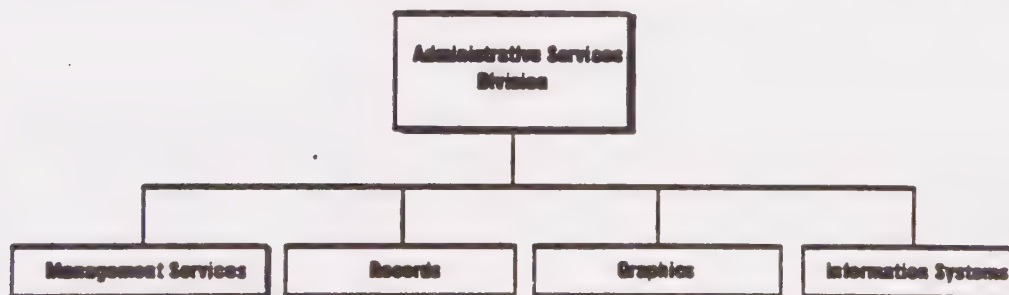 Administrative Services
Division
Management Services
Records
Graphics
Information Systems